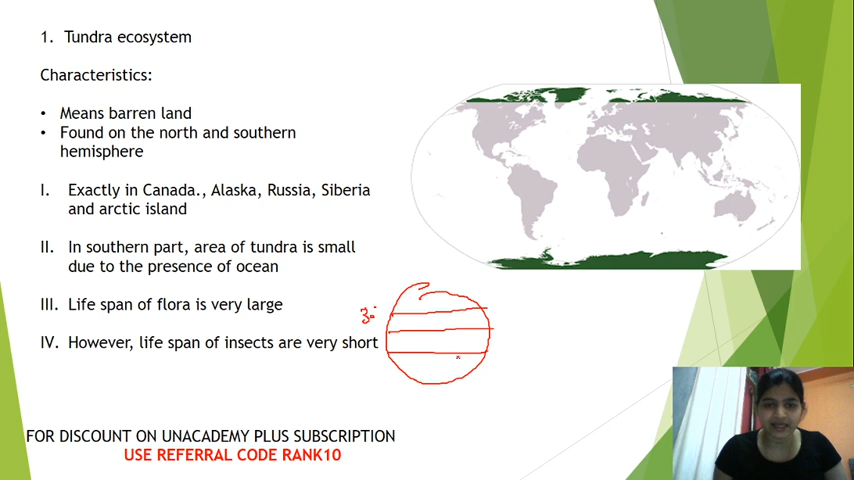 1. Tundra ecosystem
Characteristics:
• Means barren land
• Found on the north and southern
hemisphere
I. Exactly in Canada., Alaska, Russia, Siberia
and arctic island
II. In southern part, area of tundra is small
due to the presence of ocean
III. Life span of flora is very large
30°
IV. However, life span of insects are very short
FOR DISCOUNT ON UNACADEMY PLUS SUBSCRIPTION
USE REFERRAL CODE RANK10